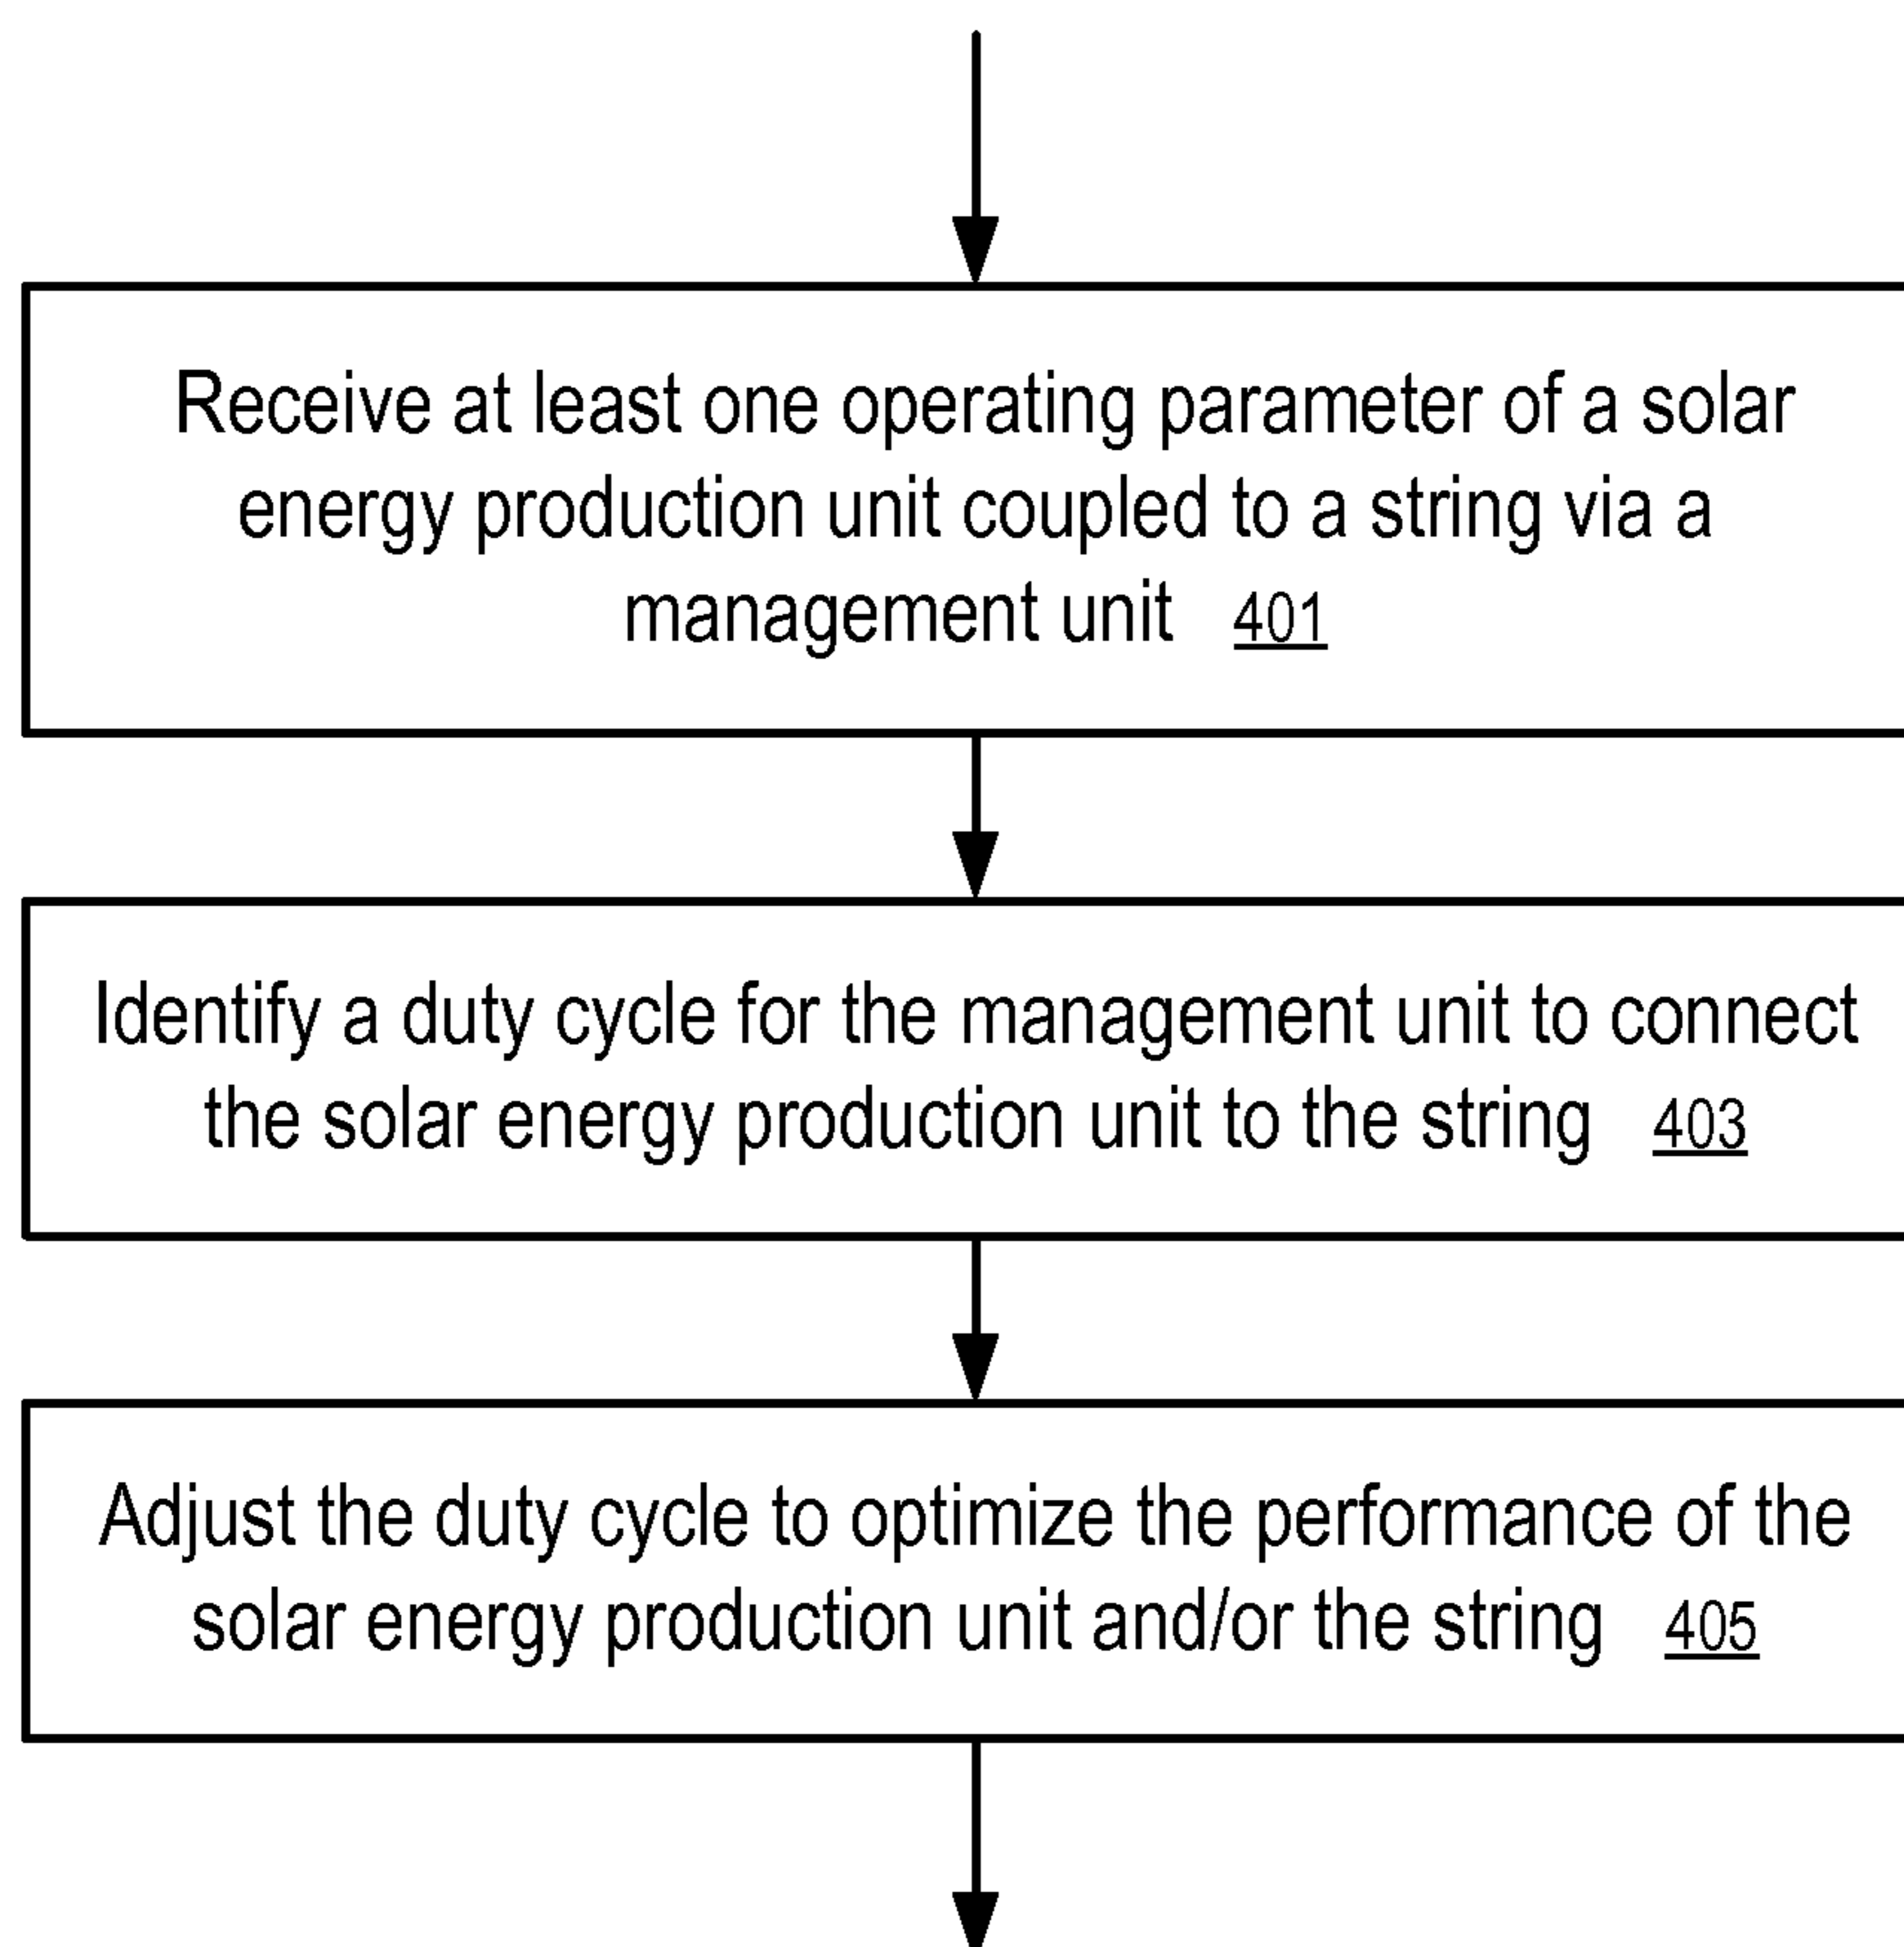 Receive at least one operating parameter of a solar
energy production unit coupled to a string via a
management unit 401
Identify a duty cycle for the management unit to connect
the solar energy production unit to the string 403
Adjust the duty cycle to optimize the performance of the
solar energy production unit and/or the string 405